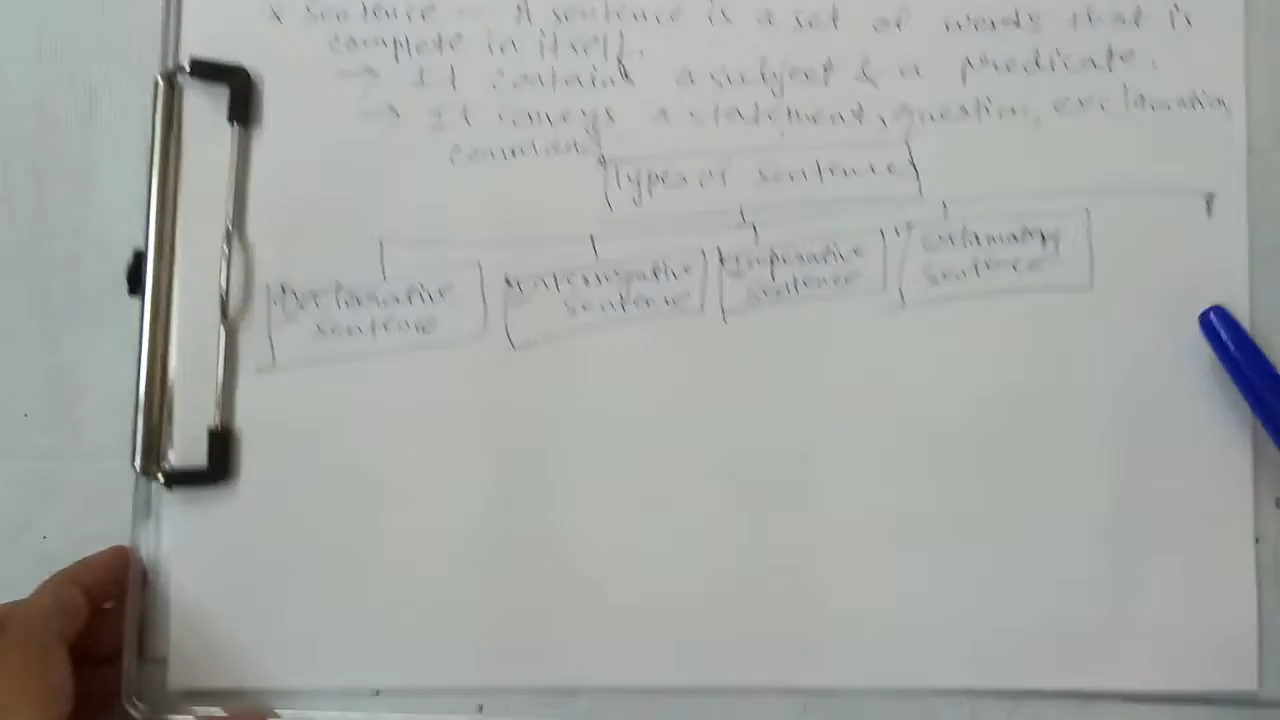 * sentence - A sentence is a set of words that is
complete in itself.
→ It contains a subject & a predicate.
→ It conveys a statement, question, exclamation,
command
Types of sentence
Declarative sentence
Interrogative sentence
Imperative sentence
exclamatory sentence